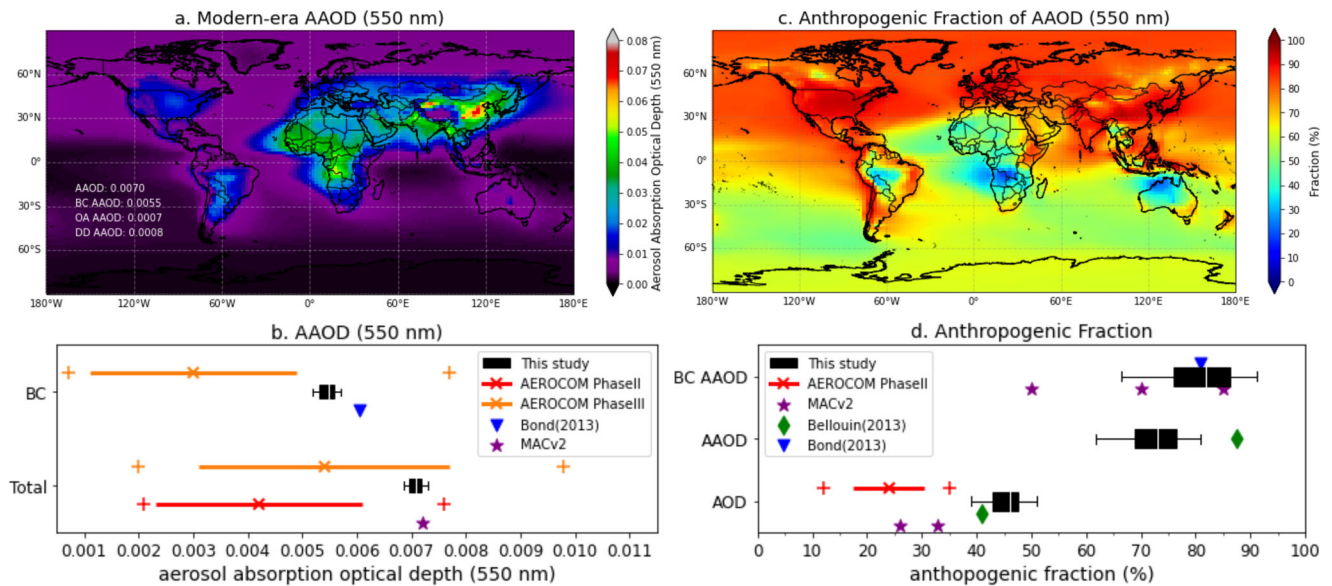 a. Modern-era AAOD (550 nm)
60°N
30°N
0°
30°S
60°S
180°W
120°W
60°W
0°
60°E
120°E
180°E
AAOD: 0.0070
BC AAOD: 0.0055
OA AAOD: 0.0007
DD AAOD: 0.0008
0.08
0.07
0.06
0.05
0.04
0.03
0.02
0.01
0.00
Aerosol Absorption Optical Depth (550 nm)
c. Anthropogenic Fraction of AAOD (550 nm)
60°N
30°N
0°
30°S
60°S
180°W
120°W
60°W
0°
60°E
120°E
180°E
100
90
80
70
60
50
40
30
20
10
0
Fraction (%)
b. AAOD (550 nm)
BC
Total
This study
AEROCOM PhaseII
AEROCOM PhaseIII
Bond(2013)
MACv2
0.001
0.002
0.003
0.004
0.005
0.006
0.007
0.008
0.009
0.010
0.011
aerosol absorption optical depth (550 nm)
d. Anthropogenic Fraction
BC AAOD
AAOD
AOD
This study
AEROCOM PhaseII
MACv2
Bellouin(2013)
Bond(2013)
0
10
20
30
40
50
60
70
80
90
100
anthopogenic fraction (%)